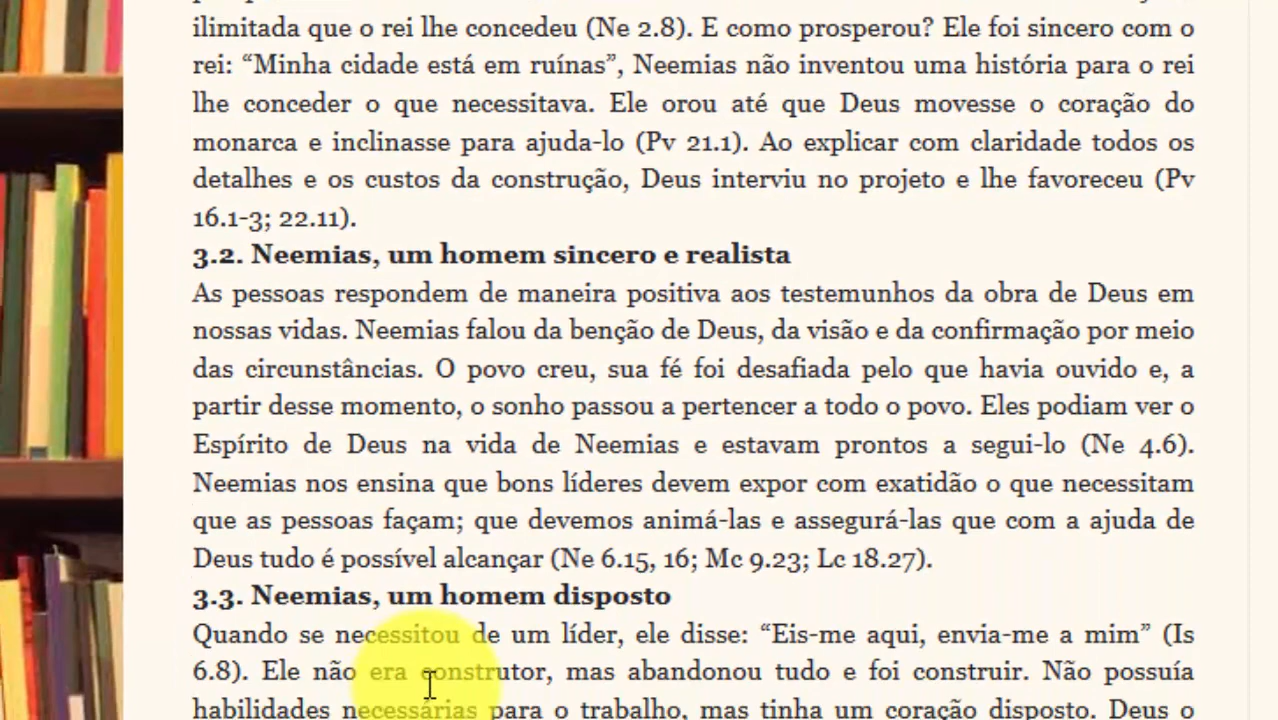 ilimitada que o rei lhe concedeu (Ne 2.8). E como prosperou? Ele foi sincero com o
rei: “Minha cidade está em ruínas”, Neemias não inventou uma história para o rei
lhe conceder o que necessitava. Ele orou até que Deus movesse o coração do
monarca e inclinasse para ajuda-lo (Pv 21.1). Ao explicar com claridade todos os
detalhes e os custos da construção, Deus interviu no projeto e lhe favoreceu (Pv
16.1-3; 22.11).
3.2. Neemias, um homem sincero e realista
As pessoas respondem de maneira positiva aos testemunhos da obra de Deus em
nossas vidas. Neemias falou da benção de Deus, da visão e da confirmação por meio
das circunstâncias. O povo creu, sua fé foi desafiada pelo que havia ouvido e, a
partir desse momento, o sonho passou a pertencer a todo o povo. Eles podiam ver o
Espírito de Deus na vida de Neemias e estavam prontos a segui-lo (Ne 4.6).
Neemias nos ensina que bons líderes devem expor com exatidão o que necessitam
que as pessoas façam; que devemos animá-las e assegurá-las que com a ajuda de
Deus tudo é possível alcançar (Ne 6.15, 16; Mc 9.23; Lc 18.27).
3.3. Neemias, um homem disposto
Quando se necessitou de um líder, ele disse: “Eis-me aqui, envia-me a mim” (Is
6.8). Ele não era construtor, mas abandonou tudo e foi construir. Não possuía
habilidades necessárias para o trabalho, mas tinha um coração disposto. Deus o